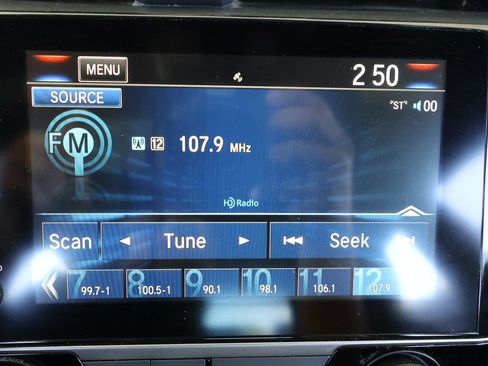 MENU
2 50
SOURCE
"ST" 00
FM
12 107.9 MHz
HD Radio
Scan Tune Seek
7 8 9 10 11 12
99.7-1 100.5-1 90.1 98.1 106.1 107.9